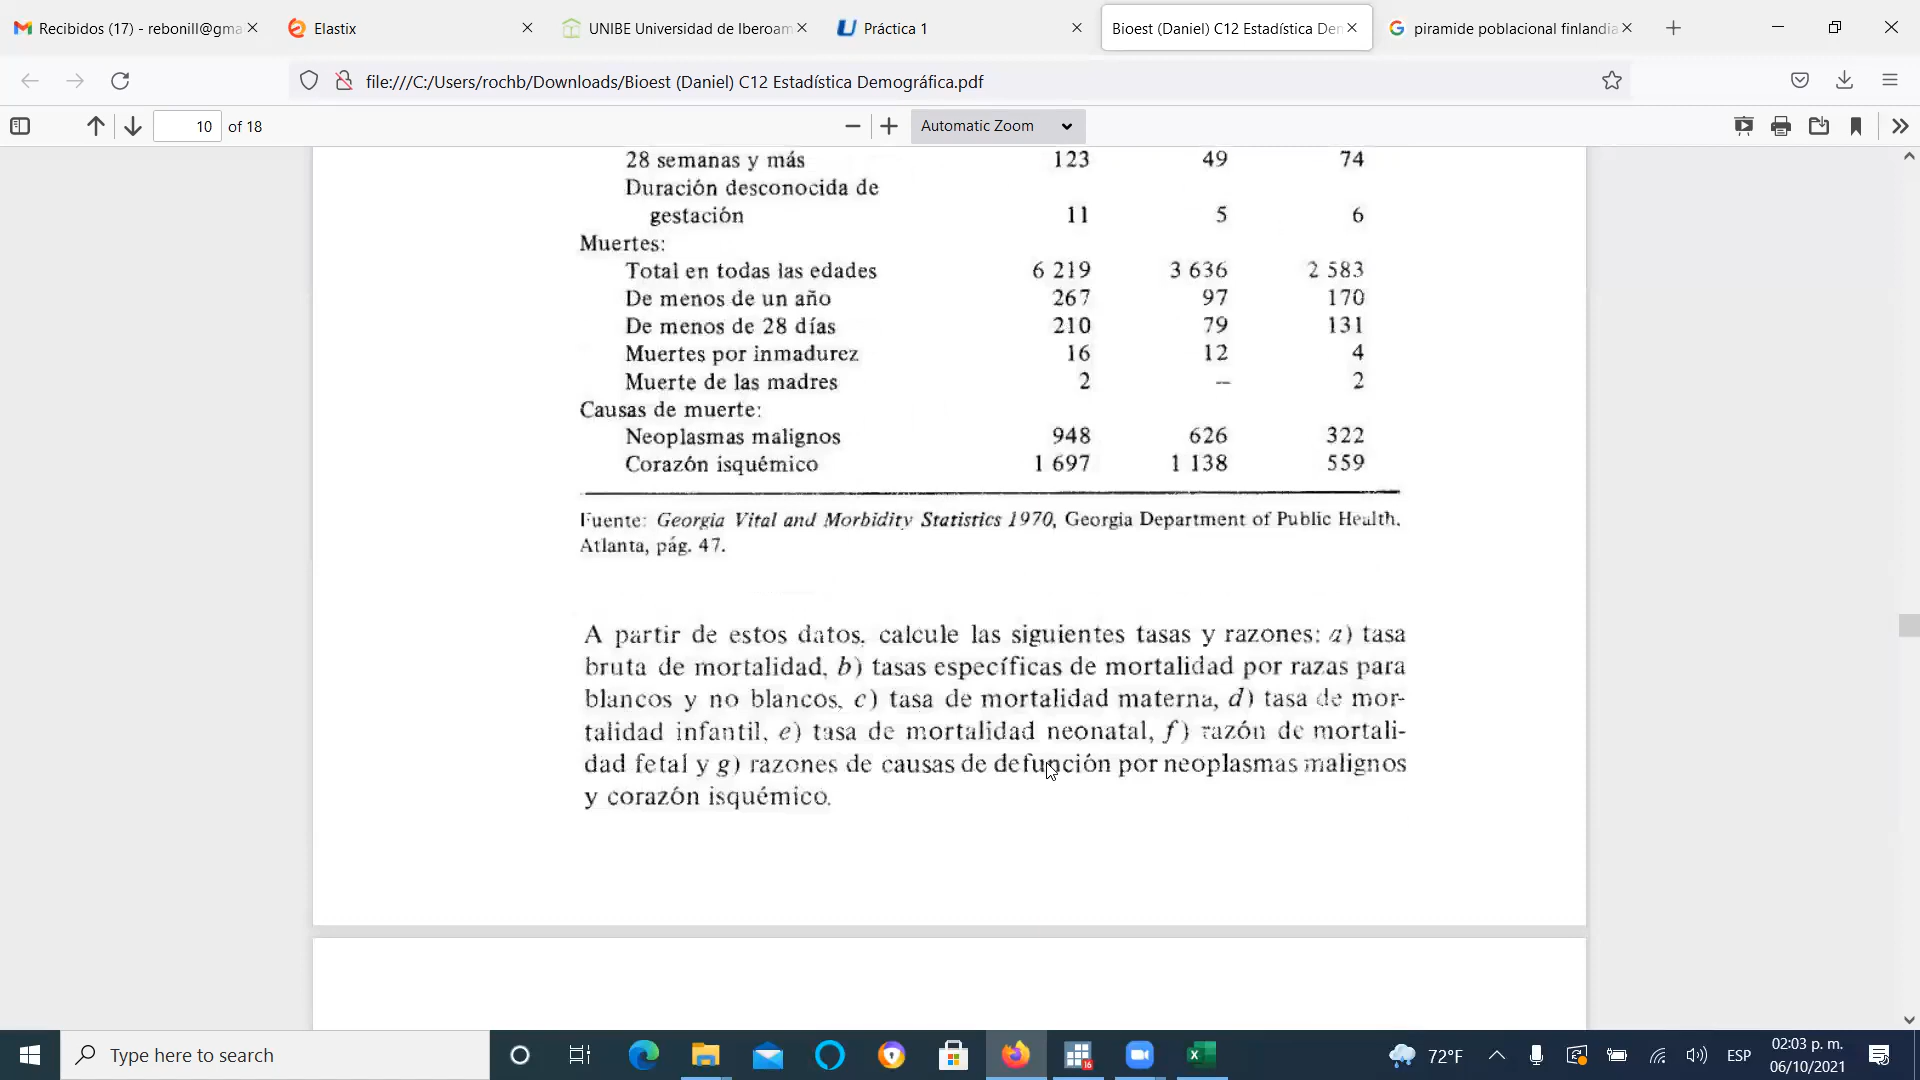 Recibidos (17) - rebonill@gma
Elastix
UNIBE Universidad de Iberoam
Práctica 1
Bioest (Daniel) C12 Estadística Dem
piramide poblacional finlandia
file:///C:/Users/rochb/Downloads/Bioest (Daniel) C12 Estadística Demográfica.pdf
10 of 18
Automatic Zoom
28 semanas y más 123 49 74
Duración desconocida de
gestación 11 5 6
Muertes:
Total en todas las edades 6 219 3 636 2 583
De menos de un año 267 97 170
De menos de 28 días 210 79 131
Muertes por inmadurez 16 12 4
Muerte de las madres 2 — 2
Causas de muerte:
Neoplasmas malignos 948 626 322
Corazón isquémico 1 697 1 138 559
Fuente: Georgia Vital and Morbidity Statistics 1970, Georgia Department of Public Health,
Atlanta, pág. 47.
A partir de estos datos, calcule las siguientes tasas y razones: a) tasa
bruta de mortalidad, b) tasas específicas de mortalidad por razas para
blancos y no blancos, c) tasa de mortalidad materna, d) tasa de mor-
talidad infantil, e) tasa de mortalidad neonatal, f) razón de mortali-
dad fetal y g) razones de causas de defunción por neoplasmas malignos
y corazón isquémico.
Type here to search
16
72°F
ESP
02:03 p. m.
06/10/2021